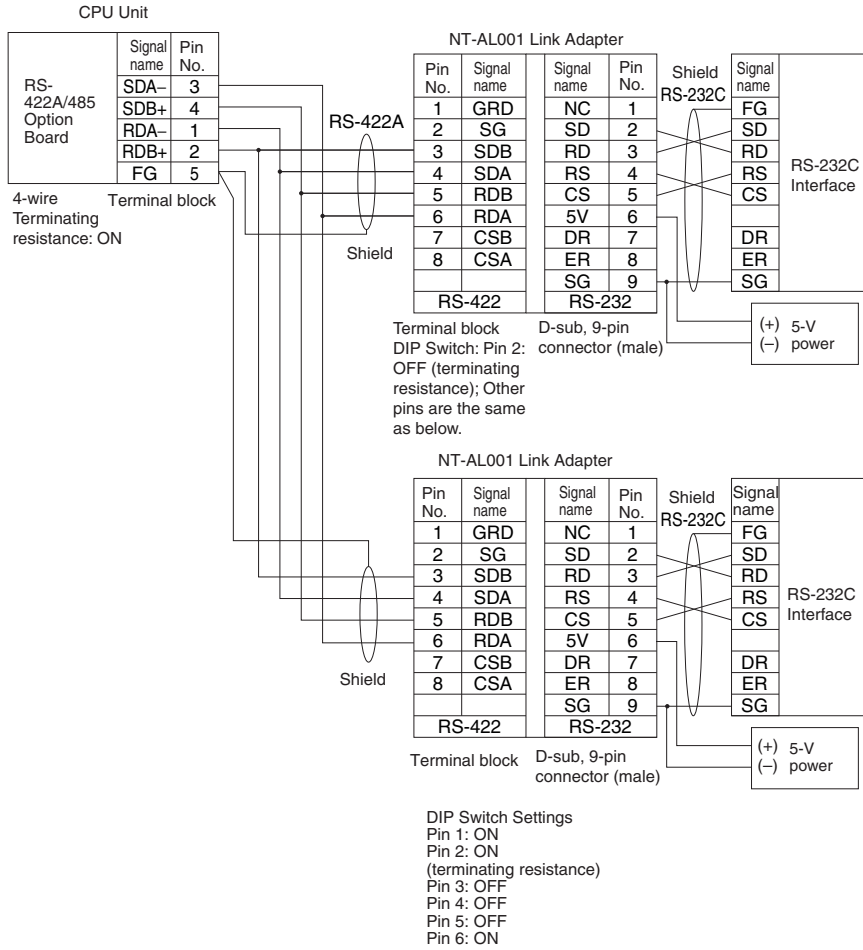 CPU Unit
RS-
422A/485
Option
Board
Signal name Pin No.
SDA– 3
SDB+ 4
RDA– 1
RDB+ 2
FG 5
4-wire
Terminating
resistance: ON
Terminal block
RS-422A
Shield
NT-AL001 Link Adapter
Pin No. Signal name Signal name Pin No.
1 GRD NC 1
2 SG SD 2
3 SDB RD 3
4 SDA RS 4
5 RDB CS 5
6 RDA 5V 6
7 CSB DR 7
8 CSA ER 8
SG 9
RS-422 RS-232
Shield
RS-232C
Signal name
FG
SD
RD
RS
CS
DR
ER
SG
RS-232C
Interface
(+) 5-V
(–) power
Terminal block
DIP Switch: Pin 2:
OFF (terminating
resistance); Other
pins are the same
as below.
D-sub, 9-pin
connector (male)
NT-AL001 Link Adapter
Pin No. Signal name Signal name Pin No.
1 GRD NC 1
2 SG SD 2
3 SDB RD 3
4 SDA RS 4
5 RDB CS 5
6 RDA 5V 6
7 CSB DR 7
8 CSA ER 8
SG 9
RS-422 RS-232
Shield
Shield
RS-232C
Signal name
FG
SD
RD
RS
CS
DR
ER
SG
RS-232C
Interface
(+) 5-V
(–) power
Terminal block
D-sub, 9-pin
connector (male)
DIP Switch Settings
Pin 1: ON
Pin 2: ON
(terminating resistance)
Pin 3: OFF
Pin 4: OFF
Pin 5: OFF
Pin 6: ON